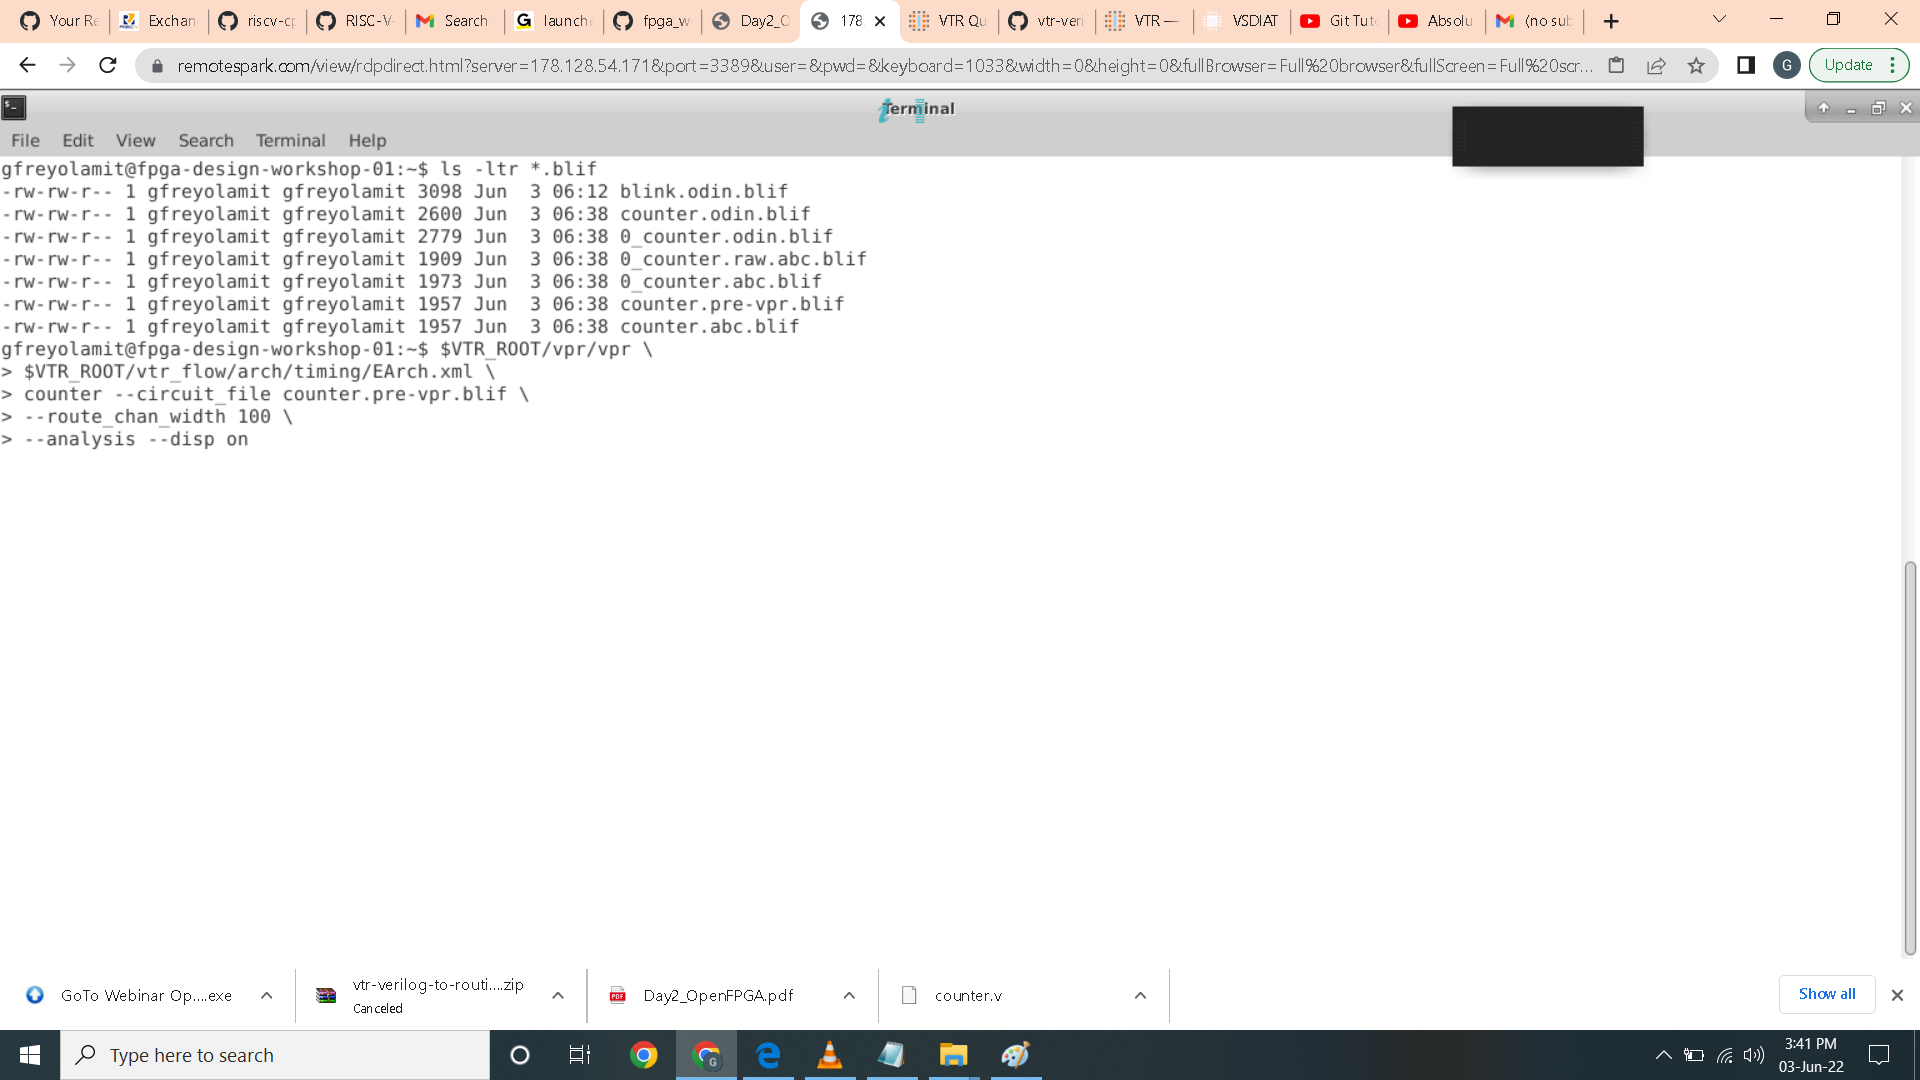 Your Re
Exchan
riscv-cp
RISC-V-
Search
launche
fpga_w
Day2_O
178
VTR Qu
vtr-veri
VTR —
VSDIAT
Git Tuto
Absolu
(no sub
remotespark.com/view/rdpdirect.html?server=178.128.54.171&port=3389&user=&pwd=&keyboard=1033&width=0&height=0&fullBrowser=Full%20browser&fullScreen=Full%20scr...
G
Update
Terminal
File Edit View Search Terminal Help
gfreyolamit@fpga-design-workshop-01:~$ ls -ltr *.blif
-rw-rw-r-- 1 gfreyolamit gfreyolamit 3098 Jun  3 06:12 blink.odin.blif
-rw-rw-r-- 1 gfreyolamit gfreyolamit 2600 Jun  3 06:38 counter.odin.blif
-rw-rw-r-- 1 gfreyolamit gfreyolamit 2779 Jun  3 06:38 0_counter.odin.blif
-rw-rw-r-- 1 gfreyolamit gfreyolamit 1909 Jun  3 06:38 0_counter.raw.abc.blif
-rw-rw-r-- 1 gfreyolamit gfreyolamit 1973 Jun  3 06:38 0_counter.abc.blif
-rw-rw-r-- 1 gfreyolamit gfreyolamit 1957 Jun  3 06:38 counter.pre-vpr.blif
-rw-rw-r-- 1 gfreyolamit gfreyolamit 1957 Jun  3 06:38 counter.abc.blif
gfreyolamit@fpga-design-workshop-01:~$ $VTR_ROOT/vpr/vpr \
> $VTR_ROOT/vtr_flow/arch/timing/EArch.xml \
> counter --circuit_file counter.pre-vpr.blif \
> --route_chan_width 100 \
> --analysis --disp on
GoTo Webinar Op....exe
vtr-verilog-to-routi....zip
Canceled
PDF
Day2_OpenFPGA.pdf
counter.v
Show all
Type here to search
G
3:41 PM
03-Jun-22